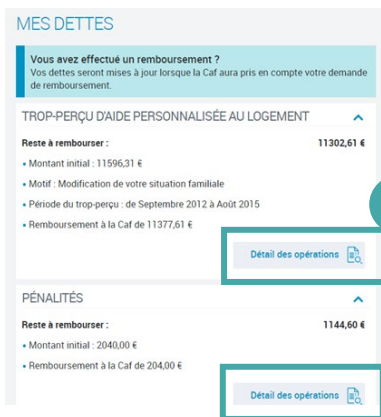 MES DETTES
Vous avez effectué un remboursement ?
Vos dettes seront mises à jour lorsque la Caf aura pris en compte votre demande
de remboursement.
TROP-PERÇU D'AIDE PERSONNALISÉE AU LOGEMENT
Reste à rembourser : 11302,61 €
• Montant initial : 11596,31 €
• Motif : Modification de votre situation familiale
• Période du trop-perçu : de Septembre 2012 à Août 2015
• Remboursement à la Caf de 11377,61 €
Détail des opérations
PÉNALITÉS
Reste à rembourser : 1144,60 €
• Montant initial : 2040,00 €
• Remboursement à la Caf de 204,00 €
Détail des opérations